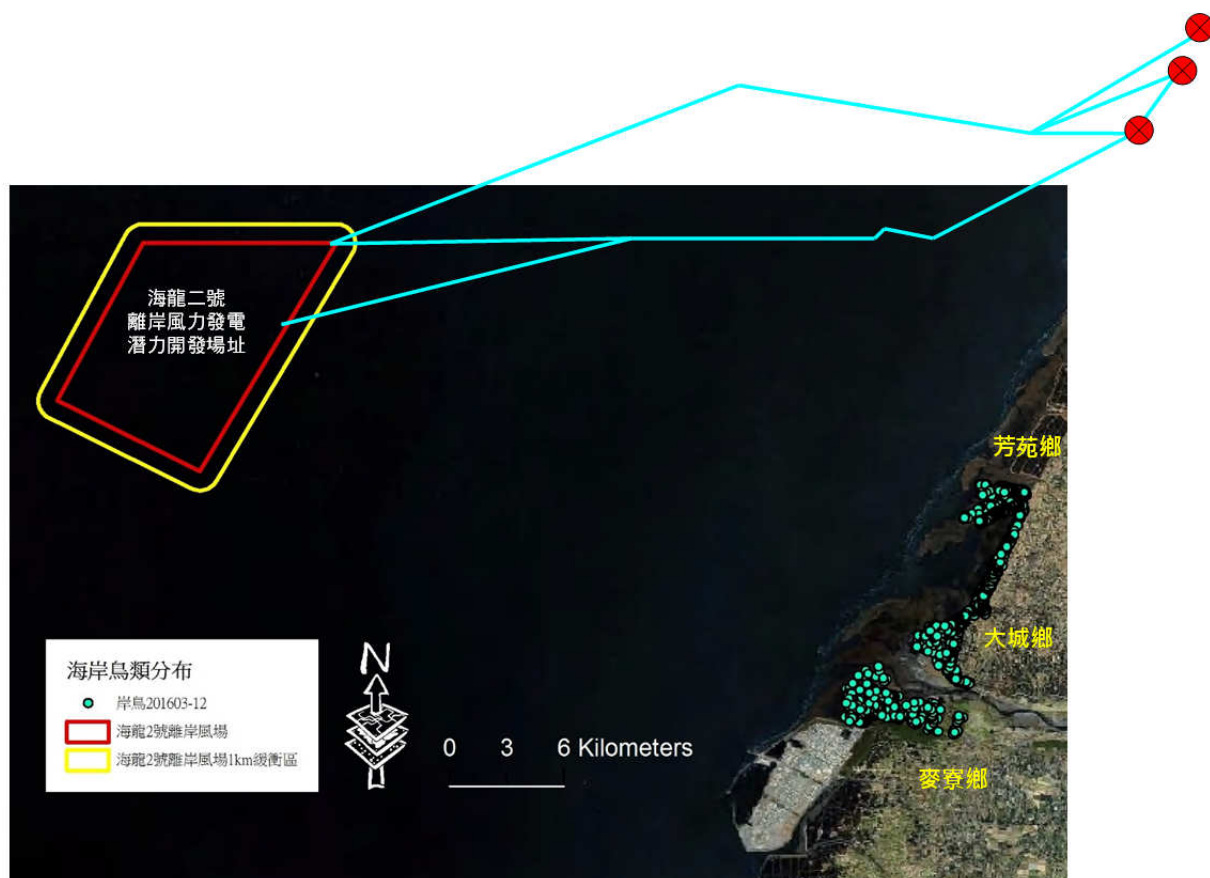 海龍二號
離岸風力發電
潛力開發場址
芳苑鄉
大城鄉
麥寮鄉
海岸鳥類分布
岸鳥201603-12
海龍2號離岸風場
海龍2號離岸風場1km緩衝區
N
0 3 6 Kilometers